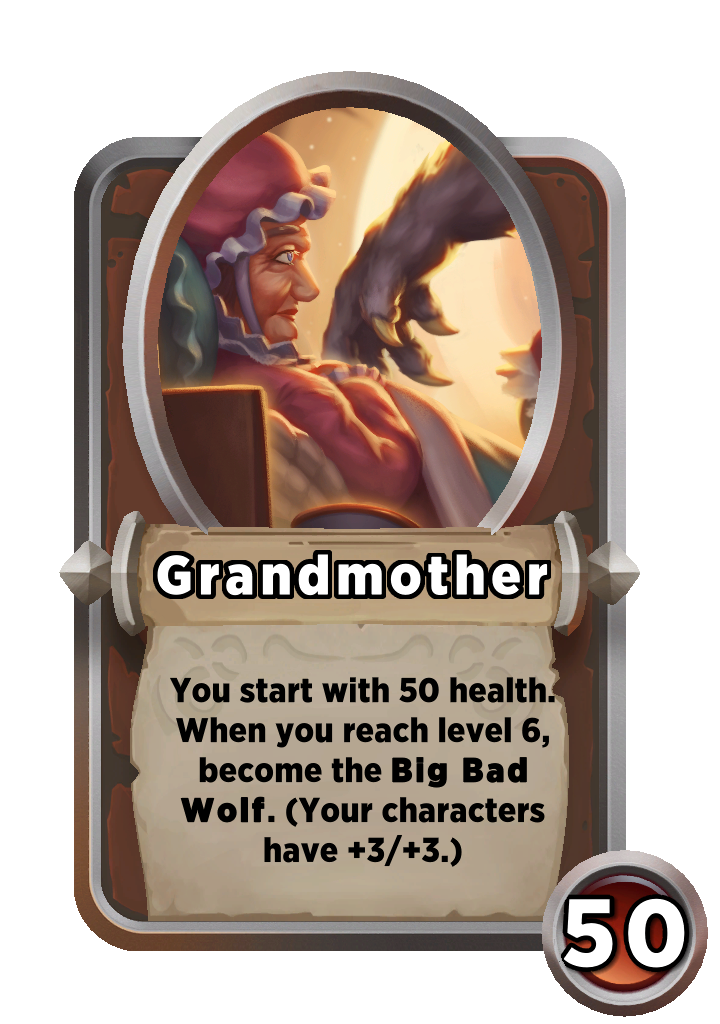 Grandmother
You start with 50 health.
When you reach level 6,
become the Big Bad
Wolf. (Your characters
have +3/+3.)
50